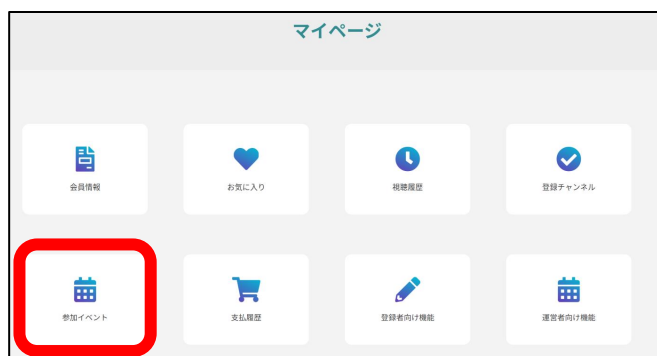 マイページ
会員情報
お気に入り
視聴履歴
登録チャンネル
参加イベント
支払履歴
登録者向け機能
運営者向け機能